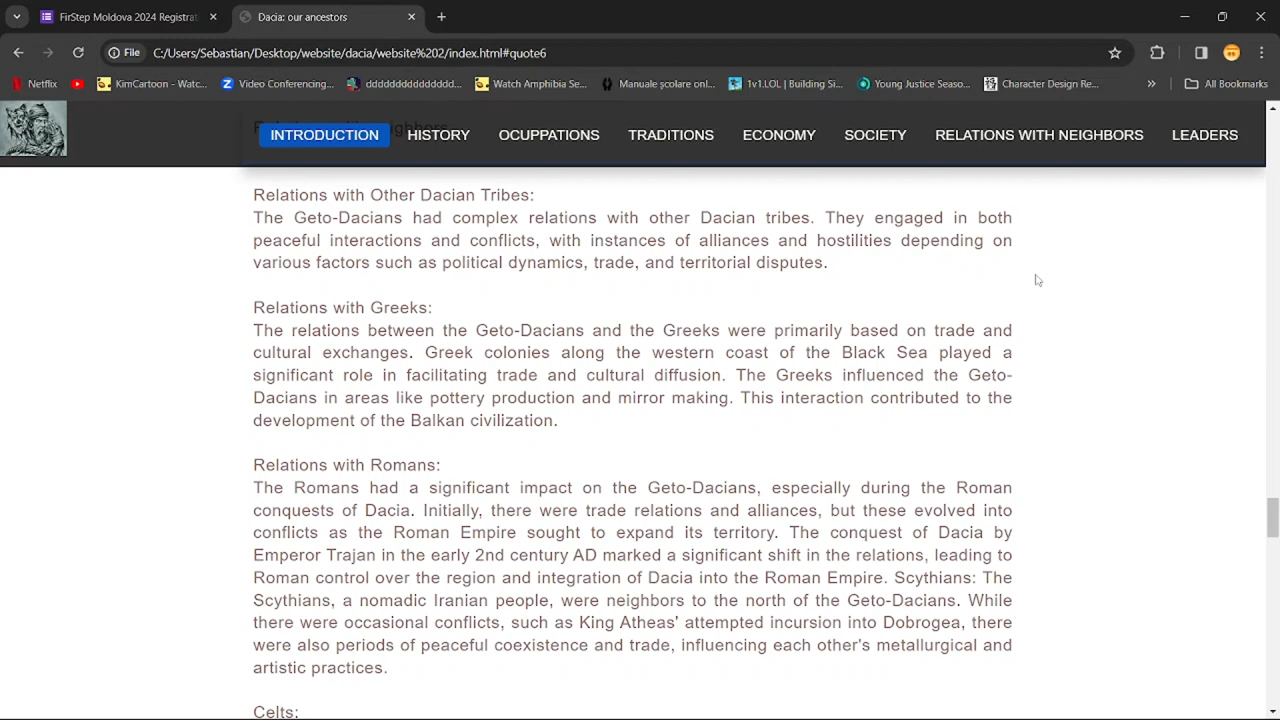 FirStep Moldova 2024 Registrat
Dacia: our ancestors
File
C:/Users/Sebastian/Desktop/website/dacia/website%202/index.html#quote6
Netflix
KimCartoon - Watc...
Video Conferencing...
dddddddddddddddd...
Watch Amphibia Se...
Manuale școlare onl...
1v1.LOL | Building Si...
Young Justice Seaso...
Character Design Re...
All Bookmarks
INTRODUCTION HISTORY OCUPPATIONS TRADITIONS ECONOMY SOCIETY RELATIONS WITH NEIGHBORS LEADERS
Relations with Other Dacian Tribes:
The Geto-Dacians had complex relations with other Dacian tribes. They engaged in both
peaceful interactions and conflicts, with instances of alliances and hostilities depending on
various factors such as political dynamics, trade, and territorial disputes.
Relations with Greeks:
The relations between the Geto-Dacians and the Greeks were primarily based on trade and
cultural exchanges. Greek colonies along the western coast of the Black Sea played a
significant role in facilitating trade and cultural diffusion. The Greeks influenced the Geto-
Dacians in areas like pottery production and mirror making. This interaction contributed to the
development of the Balkan civilization.
Relations with Romans:
The Romans had a significant impact on the Geto-Dacians, especially during the Roman
conquests of Dacia. Initially, there were trade relations and alliances, but these evolved into
conflicts as the Roman Empire sought to expand its territory. The conquest of Dacia by
Emperor Trajan in the early 2nd century AD marked a significant shift in the relations, leading to
Roman control over the region and integration of Dacia into the Roman Empire. Scythians: The
Scythians, a nomadic Iranian people, were neighbors to the north of the Geto-Dacians. While
there were occasional conflicts, such as King Atheas' attempted incursion into Dobrogea, there
were also periods of peaceful coexistence and trade, influencing each other's metallurgical and
artistic practices.
Celts: